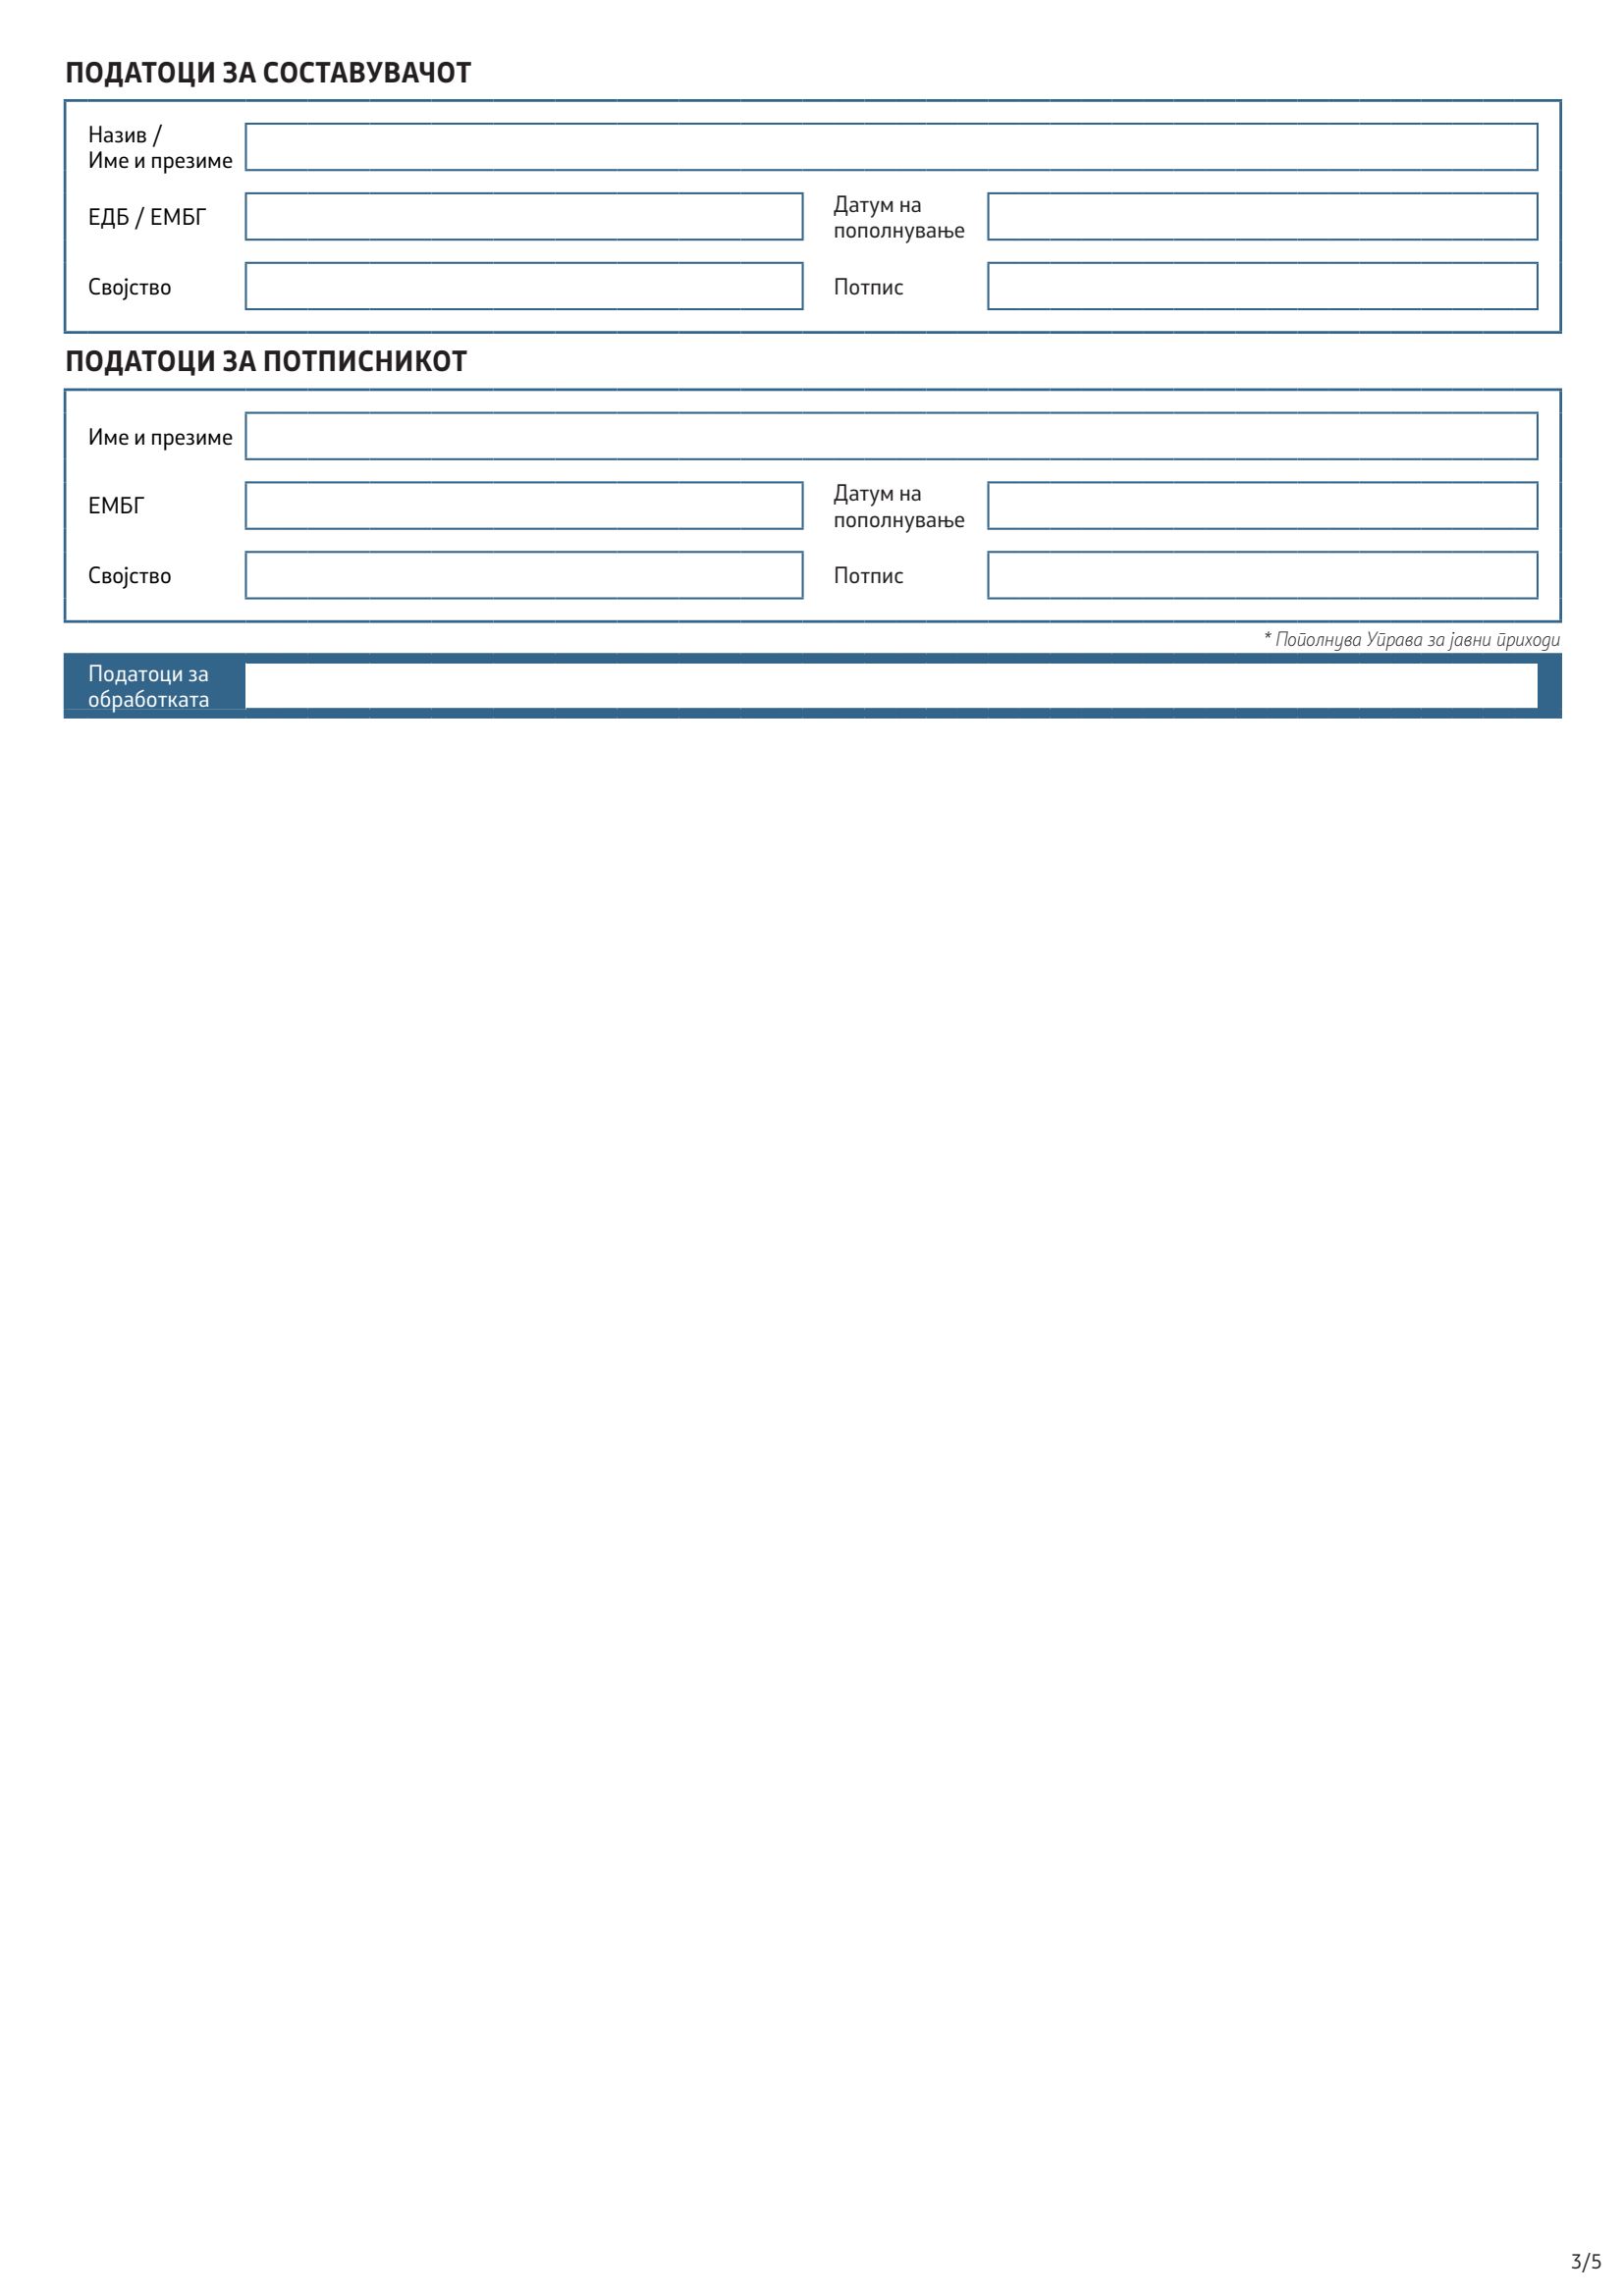 ПОДАТОЦИ ЗА СОСТАВУВАЧОТ
Назив /
Име и презиме
ЕДБ / ЕМБГ
Датум на
пополнување
Својство
Потпис
ПОДАТОЦИ ЗА ПОТПИСНИКОТ
Име и презиме
ЕМБГ
Датум на
пополнување
Својство
Потпис
* Пополнува Управа за јавни приходи
Податоци за
обработката
3/5